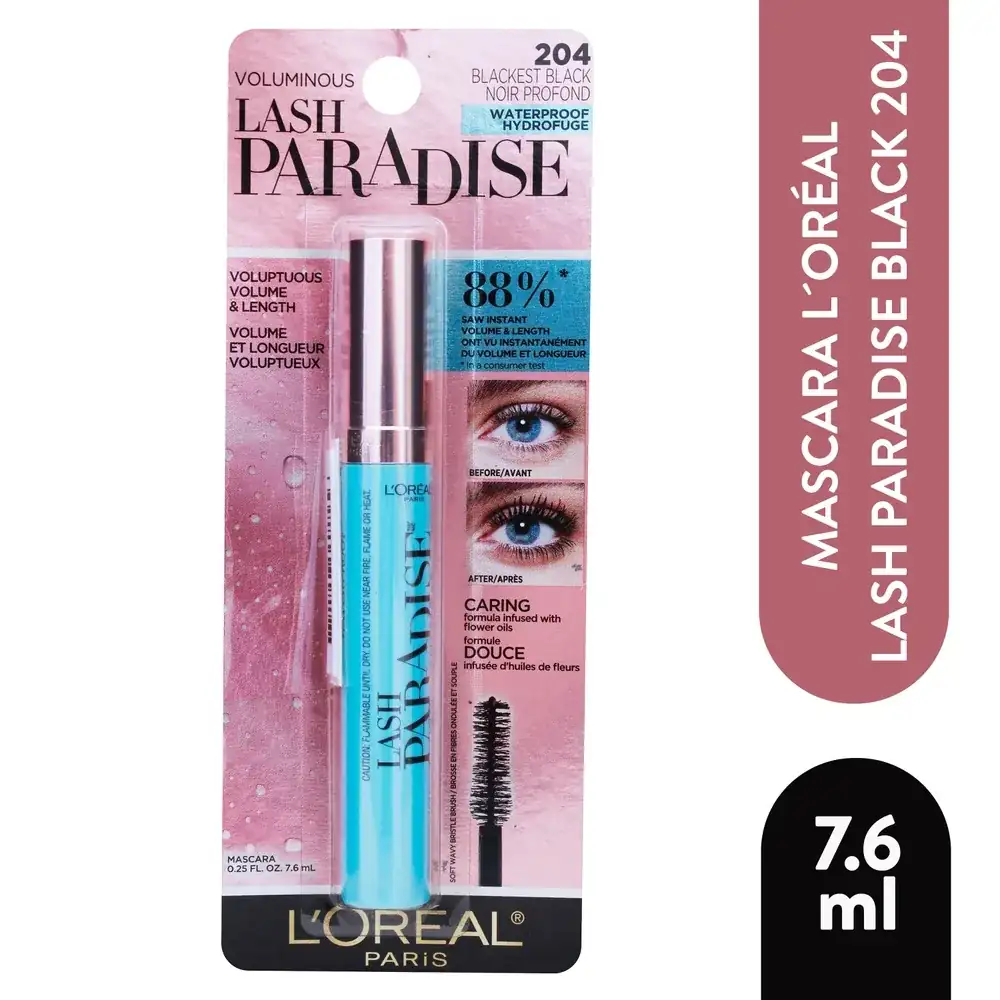 204
BLACKEST BLACK
NOIR PROFOND
WATERPROOF
HYDROFUGE
VOLUMINOUS
LASH
PARADISE
VOLUPTUOUS
VOLUME
& LENGTH
VOLUME
ET LONGUEUR
VOLUPTUEUX
88%*
SAW INSTANT
VOLUME & LENGTH
ONT VU INSTANTANÉMENT
DU VOLUME ET LONGUEUR
* in a consumer test
BEFORE/AVANT
AFTER/APRÈS
CARING
formula infused with
flower oils
formule
DOUCE
infusée d'huiles de fleurs
SOFT WAVY BRISTLE BRUSH / BROSSE EN FIBRES ONDULÉE ET SOUPLE
L'ORÉAL
PARIS
LASH
PARADISE
CAUTION: FLAMMABLE UNTIL DRY. DO NOT USE NEAR FIRE, FLAME OR HEAT.
MASCARA
0.25 FL. OZ. 7.6 mL
L'ORÉAL®
PARIS
MASCARA L´ORÉAL
LASH PARADISE BLACK 204
7.6
ml